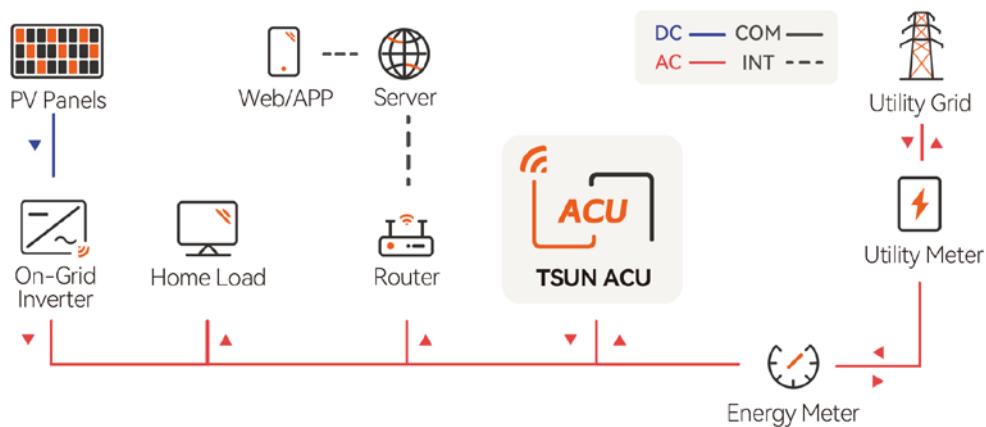 DC
COM
AC
INT
PV Panels
Web/APP
Server
Utility Grid
ACU
On-Grid
Inverter
Home Load
Router
TSUN ACU
Utility Meter
Energy Meter